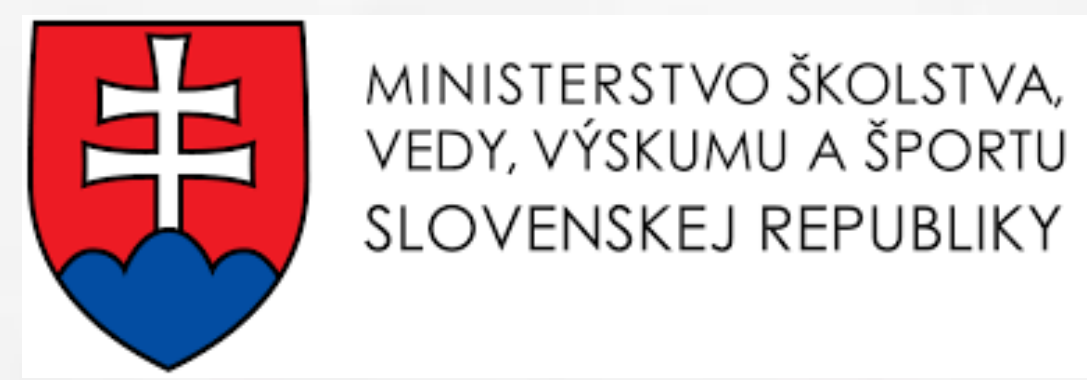 MINISTERSTVO ŠKOLSTVA,
VEDY, VÝSKUMU A ŠPORTU
SLOVENSKEJ REPUBLIKY